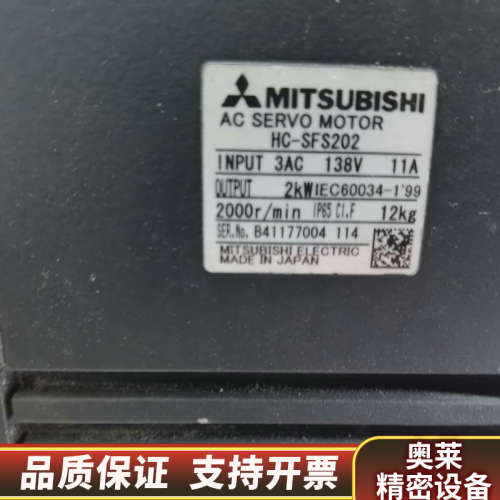 MITSUBISHI
AC SERVO MOTOR
HC-SFS202
INPUT 3AC 138V 11A
OUTPUT 2kW IEC60034-1'99
2000r/min IP65 CI.F 12kg
SER.No. B41177004 114
MITSUBISHI ELECTRIC
MADE IN JAPAN
品质保证 支持开票
奥莱
精密设备